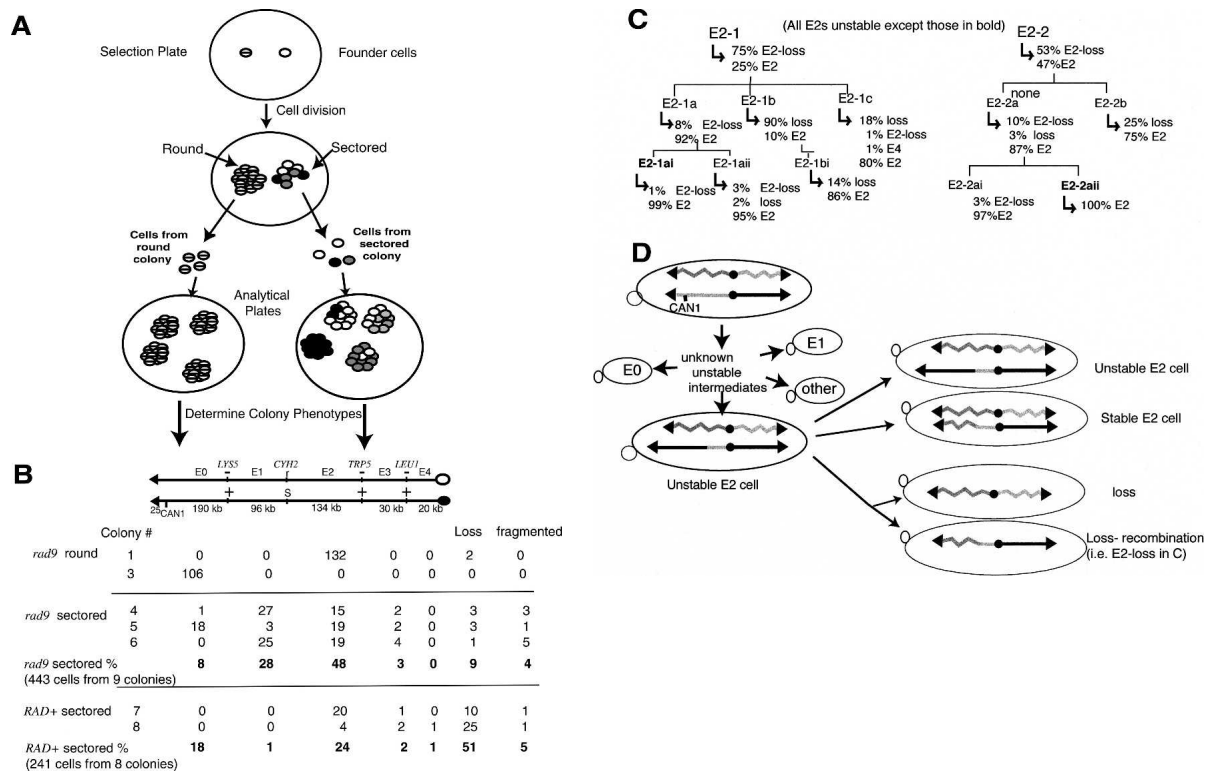 A
Selection Plate
Founder cells
Cell division
Round
Sectored
Cells from
round
colony
Cells from
sectored
colony
Analytical
Plates
Determine Colony Phenotypes
B
LYS5 CYH2 TRP5 LEU1
E0 E1 E2 E3 E4
- - - -
+ S + +
25 CAN1 190 kb 96 kb 134 kb 30 kb 20 kb
Colony # Loss fragmented
rad9 round 1 0 0 132 0 0 2 0
3 106 0 0 0 0 0 0
rad9 sectored 4 1 27 15 2 0 3 3
5 18 3 19 2 0 3 1
6 0 25 19 4 0 1 5
rad9 sectored % 8 28 48 3 0 9 4
(443 cells from 9 colonies)
RAD+ sectored 7 0 0 20 1 0 10 1
8 0 0 4 2 1 25 1
RAD+ sectored % 18 1 24 2 1 51 5
(241 cells from 8 colonies)
C
(All E2s unstable except those in bold)
E2-1
75% E2-loss
25% E2
E2-1a
8% E2-loss
92% E2
E2-1b
90% loss
10% E2
E2-1c
18% loss
1% E2-loss
1% E4
80% E2
E2-1ai
1% E2-loss
99% E2
E2-1aii
3% E2-loss
2% loss
95% E2
E2-1bi
14% loss
86% E2
E2-2
53% E2-loss
47%E2
none
E2-2a
10% E2-loss
3% loss
87% E2
E2-2b
25% loss
75% E2
E2-2ai
3% E2-loss
97%E2
E2-2aii
100% E2
D
CAN1
unknown
unstable
intermediates
E0
E1
other
Unstable E2 cell
Unstable E2 cell
Stable E2 cell
loss
Loss- recombination
(i.e. E2-loss in C)